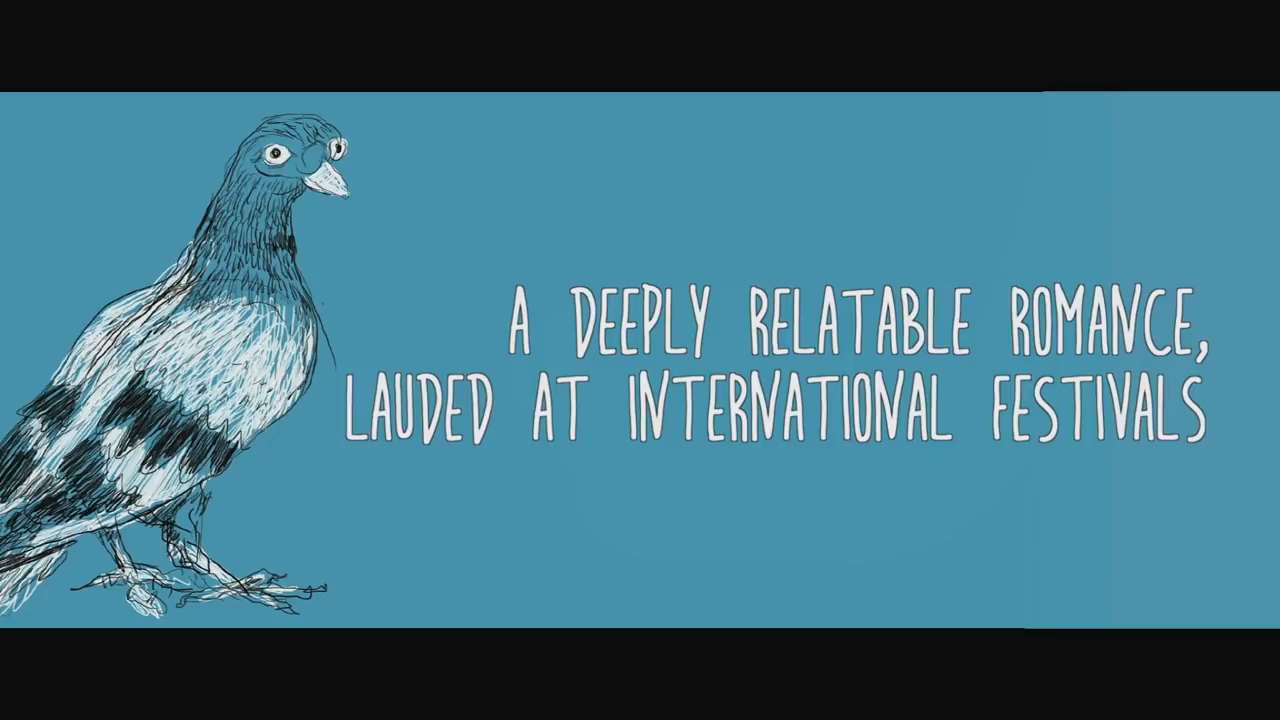 A DEEPLY RELATABLE ROMANCE,
LAUDED AT INTERNATIONAL FESTIVALS